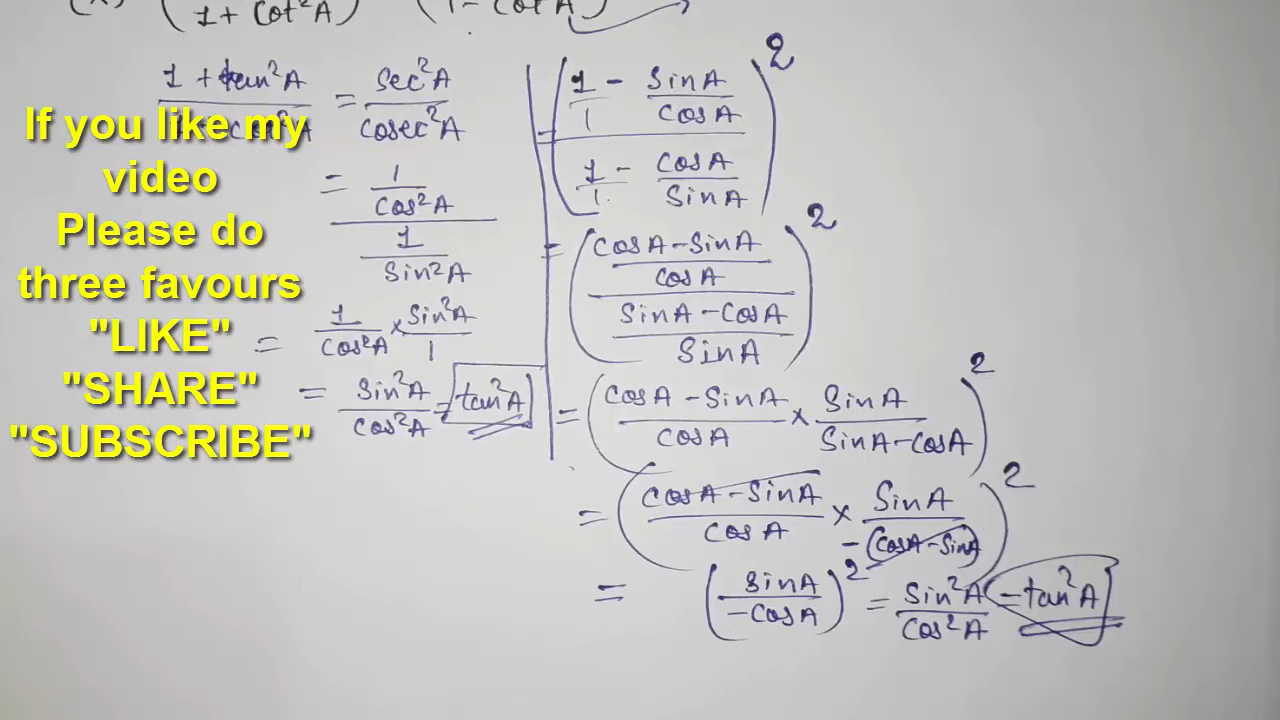 (x) (1 + Cot²A) (1 - Cot A)
1 + tan²A / cot²A = Sec²A / Cosec²A
= 1/Cos²A / 1/Sin²A
= 1/Cos²A × Sin²A/1
= Sin²A/Cos²A = tan²A
= (1/1 - SinA/CosA / 1/1 - CosA/SinA)²
= (CosA - SinA/CosA / SinA - CosA/SinA)²
= (CosA - SinA/CosA × SinA/SinA - CosA)²
= (CosA - SinA/CosA × SinA/-(CosA - SinA))²
= (SinA/-CosA)² = Sin²A/Cos²A = tan²A
If you like my
video
Please do
three favours
"LIKE"
"SHARE"
"SUBSCRIBE"